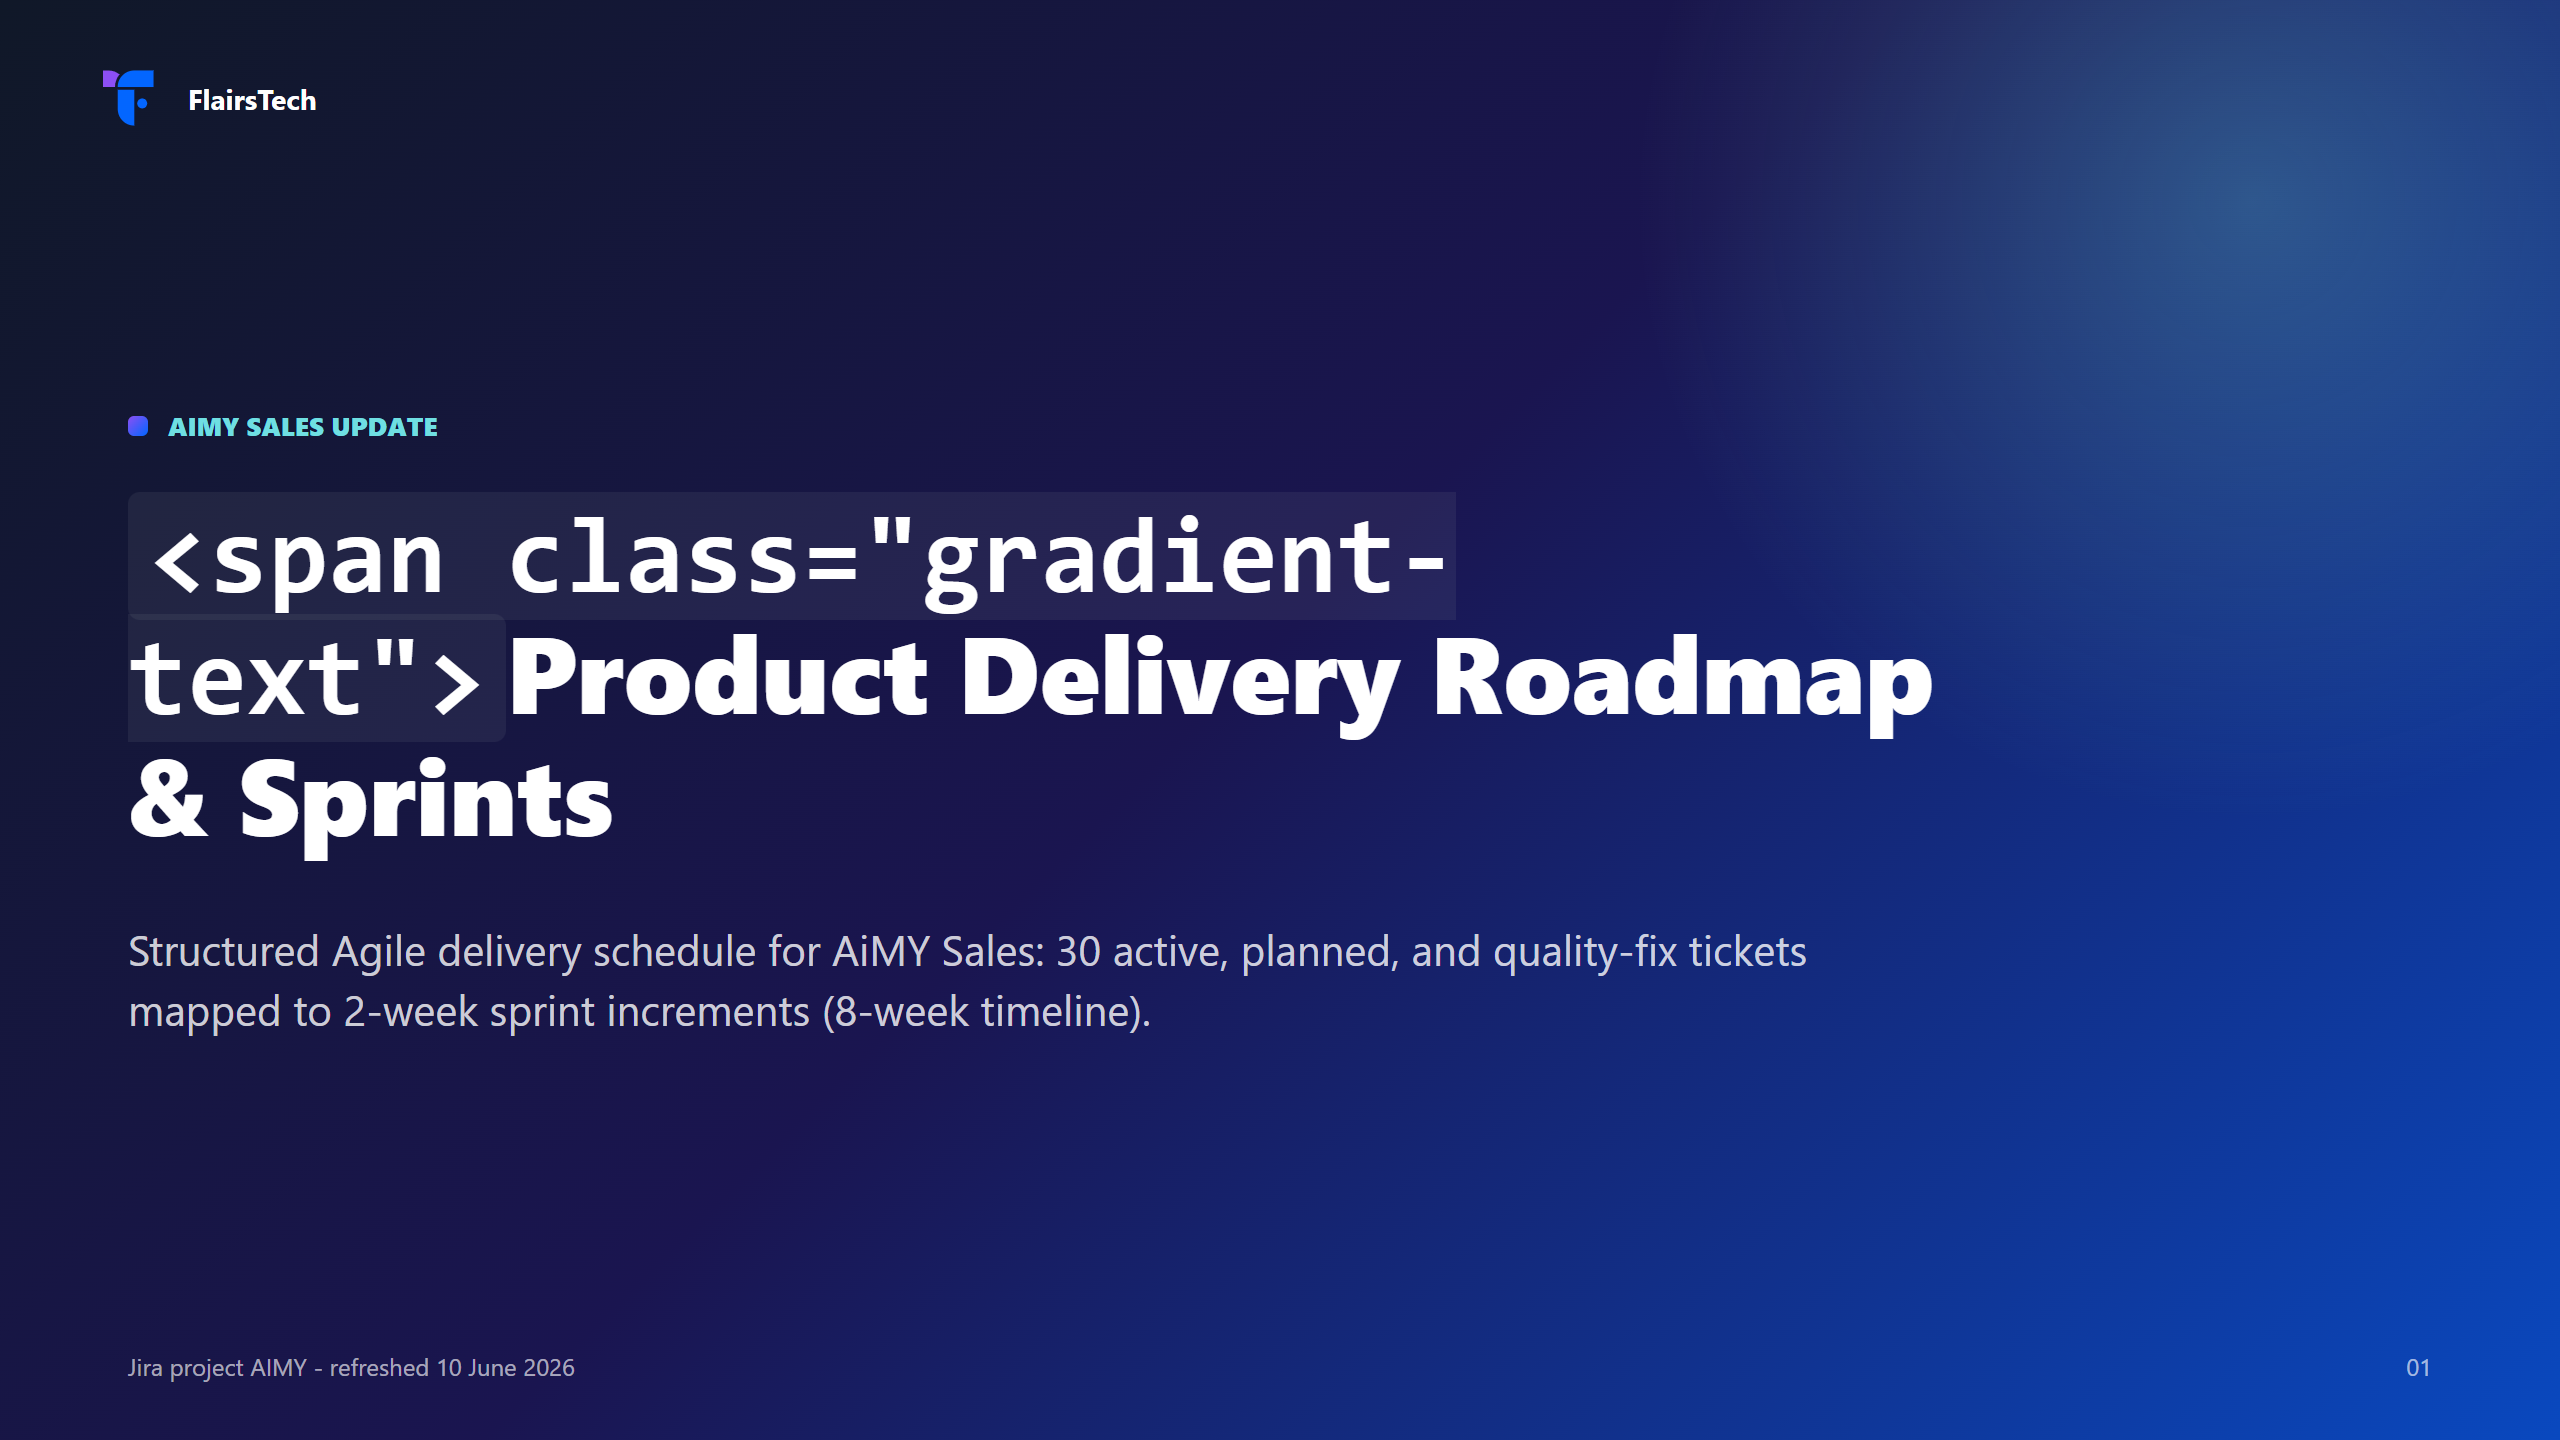 FlairsTech
AIMY SALES UPDATE
<span class="gradient-
text">Product Delivery Roadmap
& Sprints
Structured Agile delivery schedule for AiMY Sales: 30 active, planned, and quality-fix tickets
mapped to 2-week sprint increments (8-week timeline).
Jira project AIMY - refreshed 10 June 2026
01